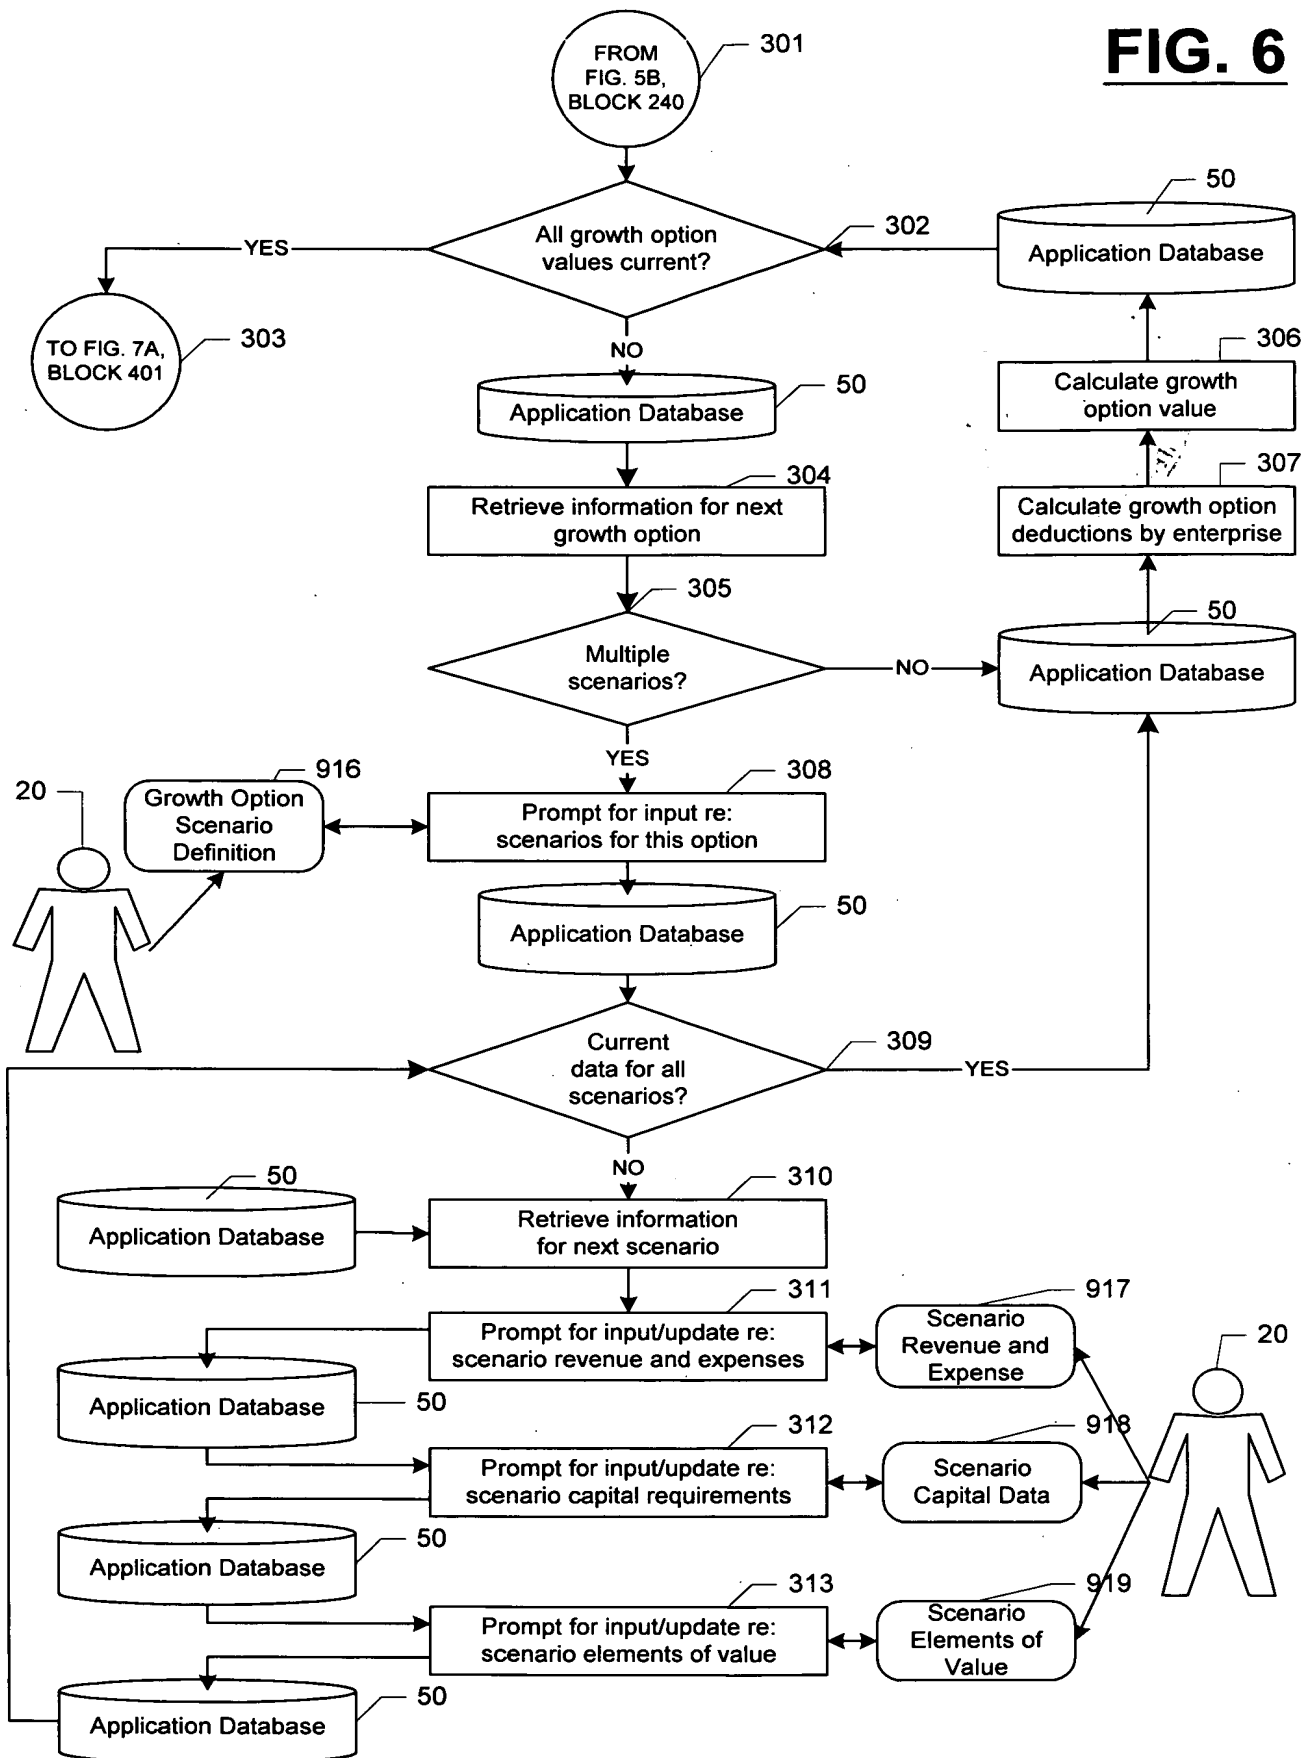 FIG. 6
FROM
FIG. 5B,
BLOCK 240
301
50
All growth option
values current?
302
Application Database
YES
TO FIG. 7A,
BLOCK 401
303
NO
306
Calculate growth
option value
50
Application Database
304
Retrieve information for next
growth option
307
Calculate growth option
deductions by enterprise
305
Multiple
scenarios?
NO
50
Application Database
YES
20
916
Growth Option
Scenario
Definition
308
Prompt for input re:
scenarios for this option
50
Application Database
Current
data for all
scenarios?
309
YES
NO
50
Application Database
310
Retrieve information
for next scenario
311
Prompt for input/update re:
scenario revenue and expenses
917
Scenario
Revenue and
Expense
20
Application Database
50
312
Prompt for input/update re:
scenario capital requirements
918
Scenario
Capital Data
Application Database
50
313
Prompt for input/update re:
scenario elements of value
919
Scenario
Elements of
Value
Application Database
50